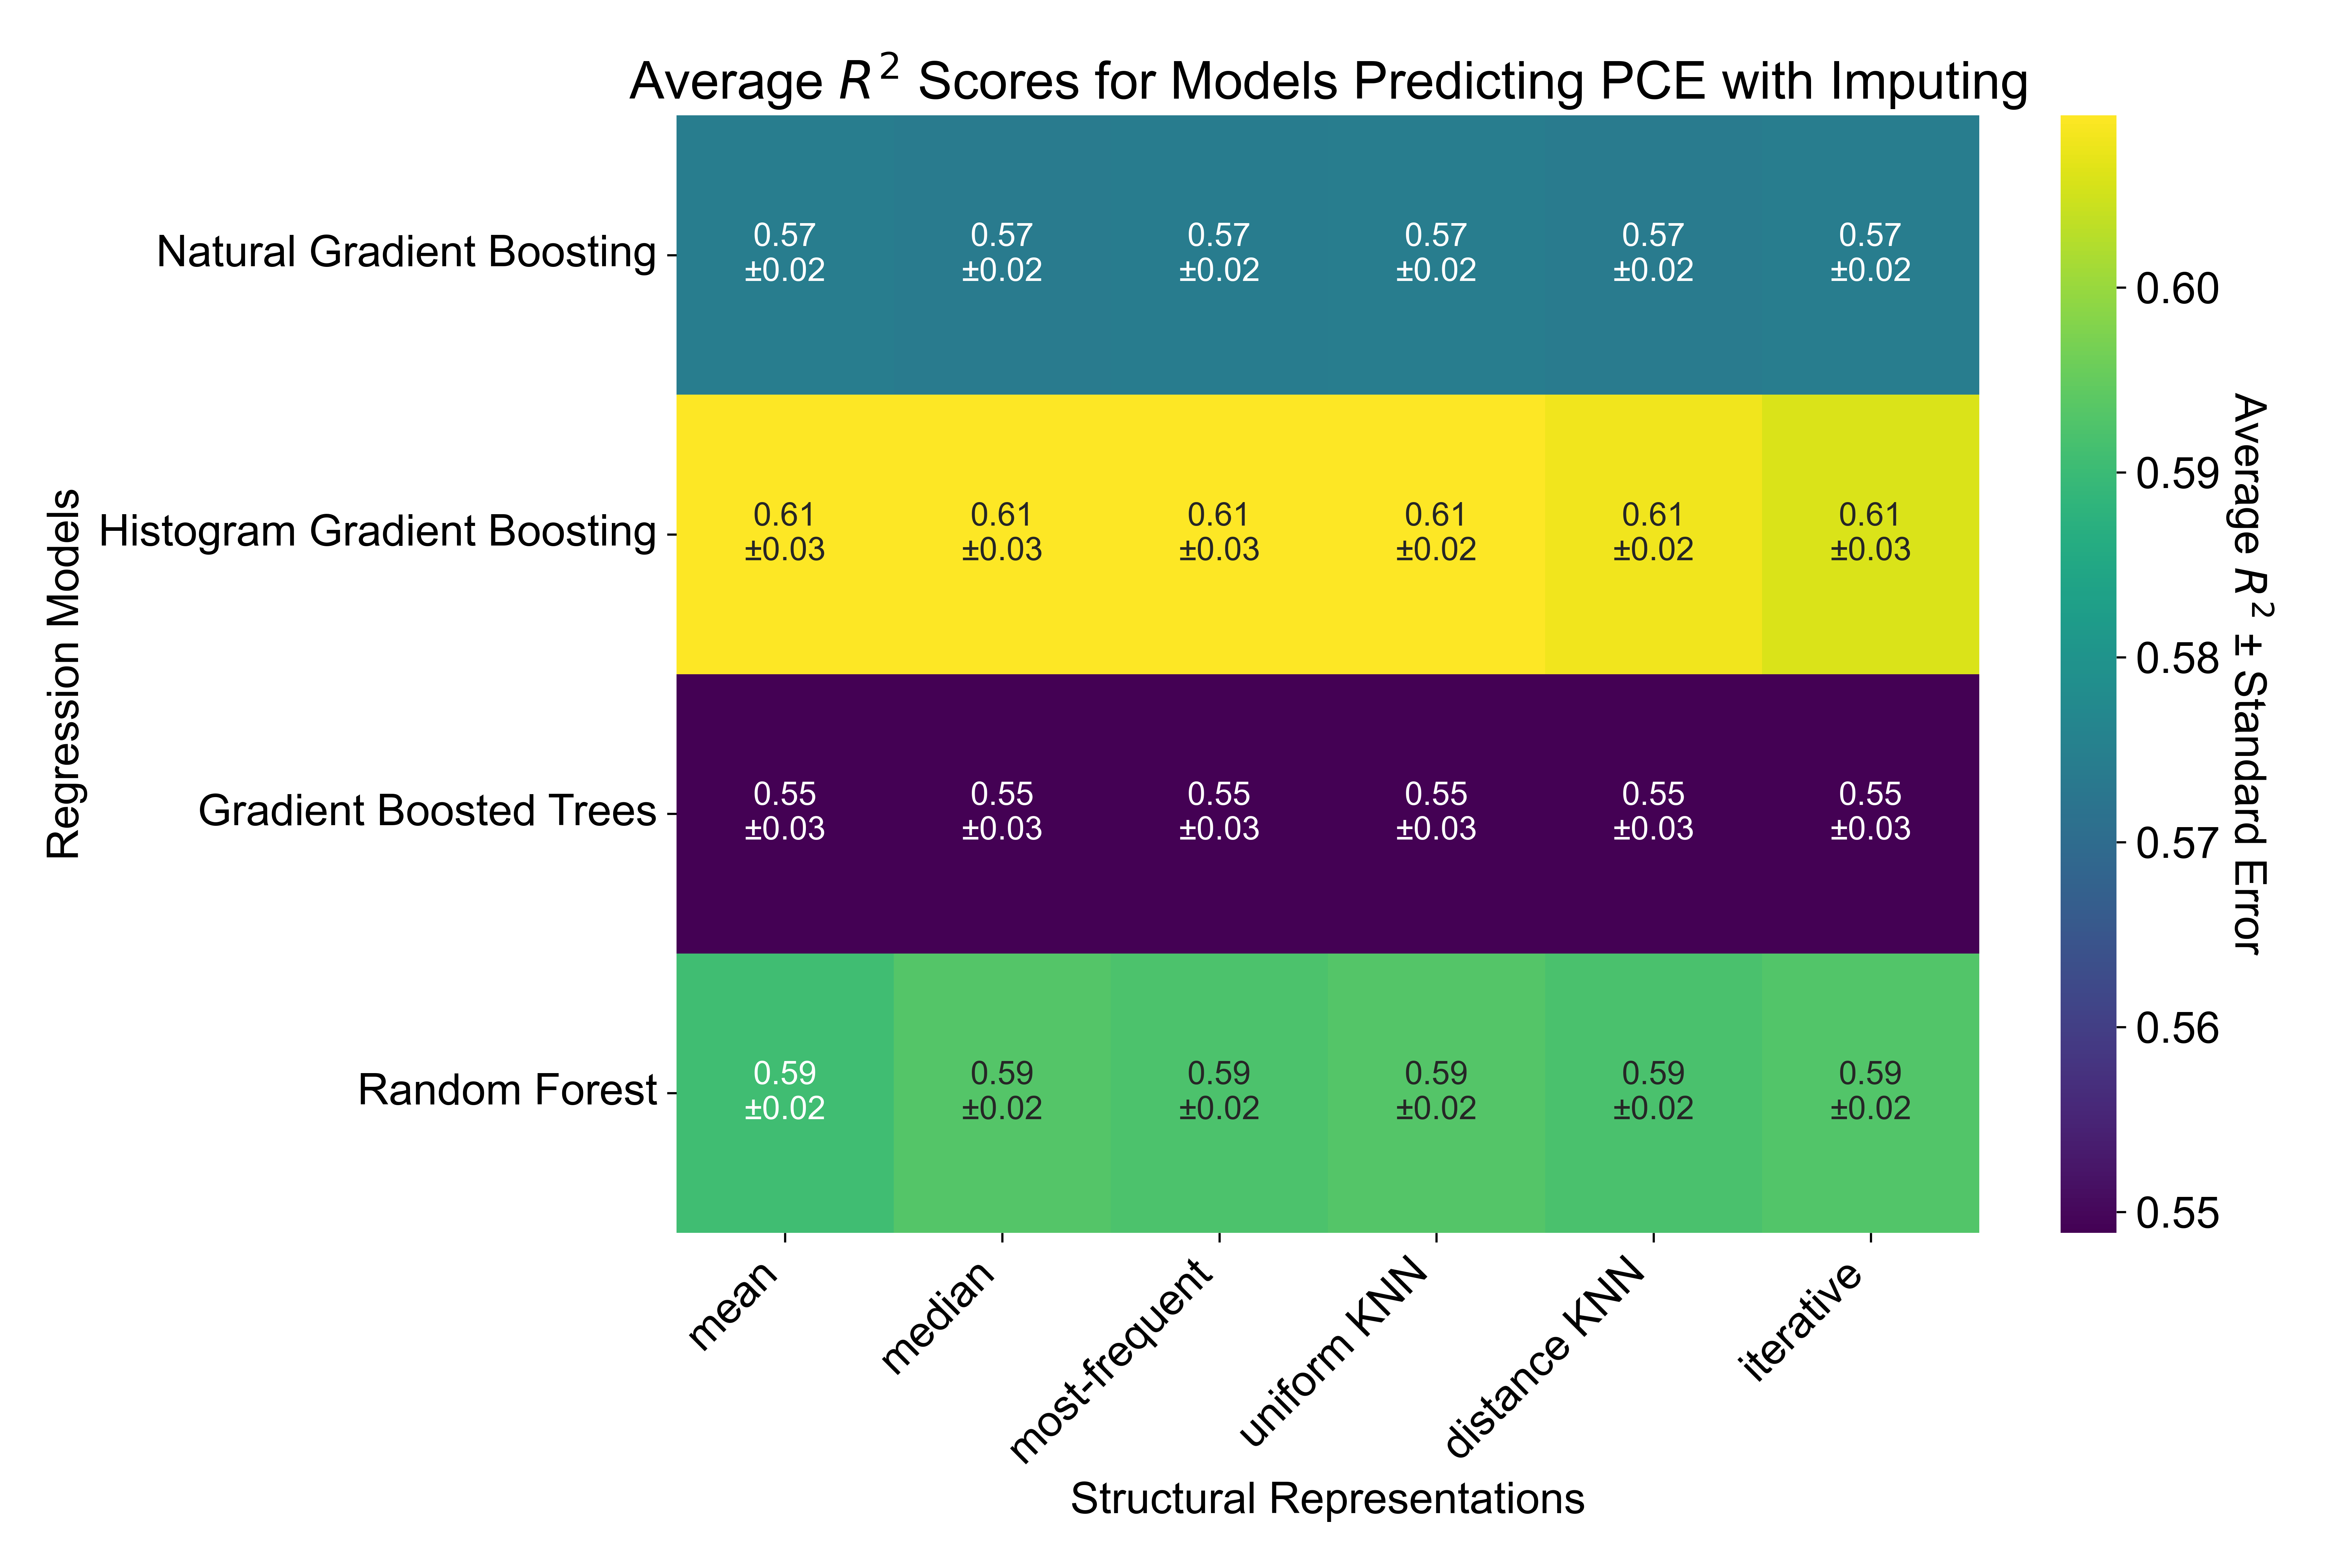 Average R² Scores for Models Predicting PCE with Imputing
Regression Models
Natural Gradient Boosting
0.57 0.57 0.57 0.57 0.57 0.57
±0.02 ±0.02 ±0.02 ±0.02 ±0.02 ±0.02
Histogram Gradient Boosting
0.61 0.61 0.61 0.61 0.61 0.61
±0.03 ±0.03 ±0.03 ±0.02 ±0.02 ±0.03
Gradient Boosted Trees
0.55 0.55 0.55 0.55 0.55 0.55
±0.03 ±0.03 ±0.03 ±0.03 ±0.03 ±0.03
Random Forest
0.59 0.59 0.59 0.59 0.59 0.59
±0.02 ±0.02 ±0.02 ±0.02 ±0.02 ±0.02
mean
median
most-frequent
uniform KNN
distance KNN
iterative
Structural Representations
0.60
0.59
0.58
0.57
0.56
0.55
Average R² ± Standard Error